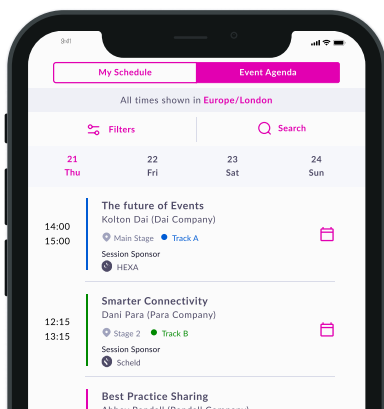 9:41
My Schedule
Event Agenda
All times shown in Europe/London
Filters
Search
21 22 23 24
Thu Fri Sat Sun
14:00
15:00
The future of Events
Kolton Dai (Dai Company)
Main Stage Track A
Session Sponsor
HEXA
12:15
13:15
Smarter Connectivity
Dani Para (Para Company)
Stage 2 Track B
Session Sponsor
Scheld
Best Practice Sharing